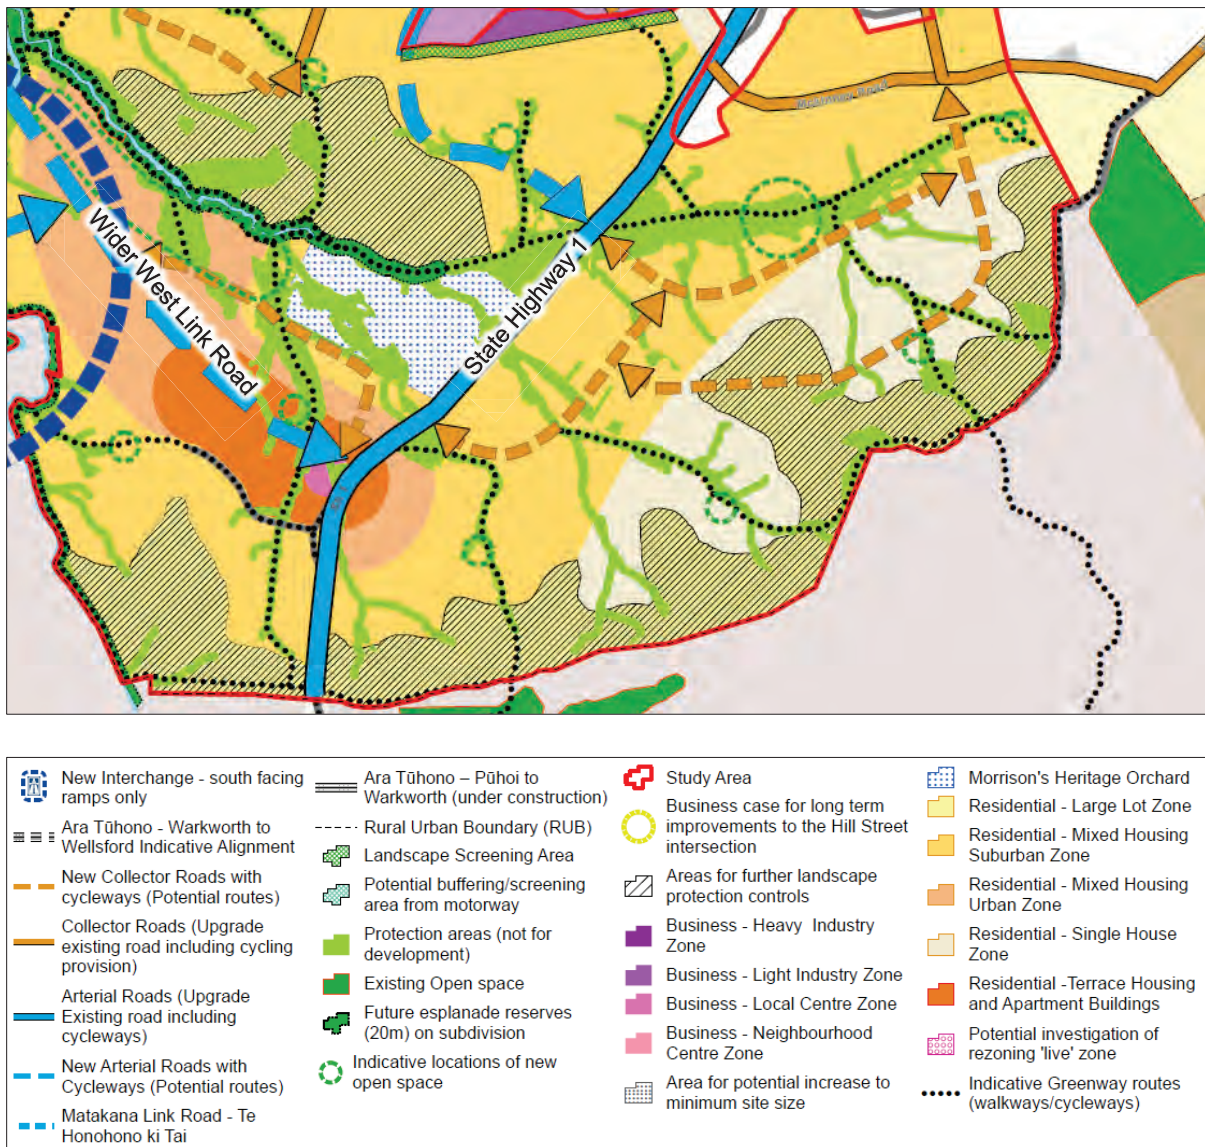 McKinney Road
Wider West Link Road
State Highway 1
New Interchange - south facing
ramps only
Ara Tūhono - Warkworth to
Wellsford Indicative Alignment
New Collector Roads with
cycleways (Potential routes)
Collector Roads (Upgrade
existing road including cycling
provision)
Arterial Roads (Upgrade
Existing road including
cycleways)
New Arterial Roads with
Cycleways (Potential routes)
Matakana Link Road - Te
Honohono ki Tai
Ara Tūhono – Pūhoi to
Warkworth (under construction)
Rural Urban Boundary (RUB)
Landscape Screening Area
Potential buffering/screening
area from motorway
Protection areas (not for
development)
Existing Open space
Future esplanade reserves
(20m) on subdivision
Indicative locations of new
open space
Study Area
Business case for long term
improvements to the Hill Street
intersection
Areas for further landscape
protection controls
Business - Heavy Industry
Zone
Business - Light Industry Zone
Business - Local Centre Zone
Business - Neighbourhood
Centre Zone
Area for potential increase to
minimum site size
Morrison's Heritage Orchard
Residential - Large Lot Zone
Residential - Mixed Housing
Suburban Zone
Residential - Mixed Housing
Urban Zone
Residential - Single House
Zone
Residential -Terrace Housing
and Apartment Buildings
Potential investigation of
rezoning 'live' zone
Indicative Greenway routes
(walkways/cycleways)